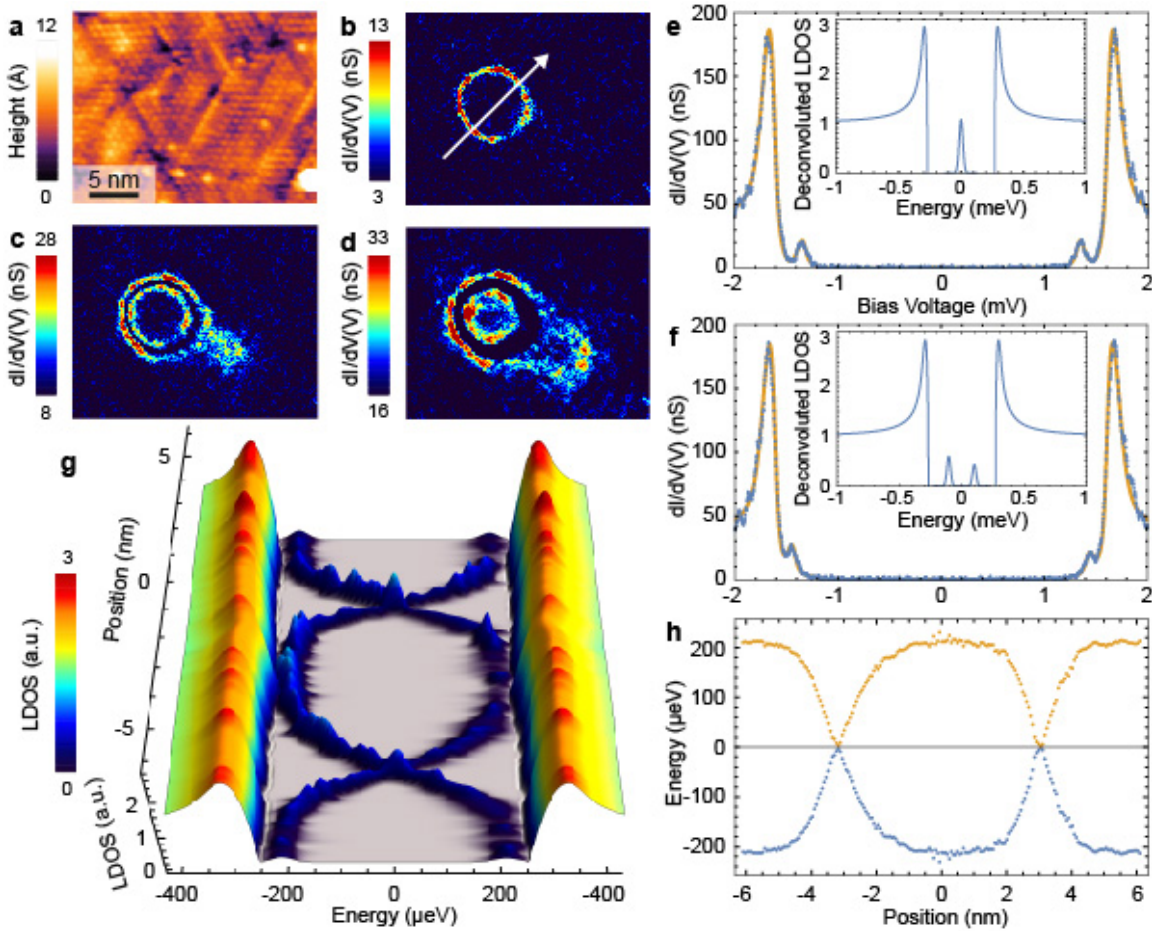 a
12
Height (Å)
0
5 nm
b
13
dI/dV(V) (nS)
3
c
28
dI/dV(V) (nS)
8
d
33
dI/dV(V) (nS)
16
e
200
150
100
50
0
dI/dV(V) (nS)
-2 -1 0 1 2
Bias Voltage (mV)
Deconvoluted LDOS
3
2
1
0
-1 -0.5 0 0.5 1
Energy (meV)
f
200
150
100
50
0
dI/dV(V) (nS)
-2 -1 0 1 2
Bias Voltage (mV)
Deconvoluted LDOS
3
2
1
0
-1 -0.5 0 0.5 1
Energy (meV)
g
3
LDOS (a.u.)
0
5
0
-5
Position (nm)
2
1
0
LDOS (a.u.)
-400 -200 0 200 400
Energy (µeV)
h
200
100
0
-100
-200
Energy (µeV)
-6 -4 -2 0 2 4 6
Position (nm)